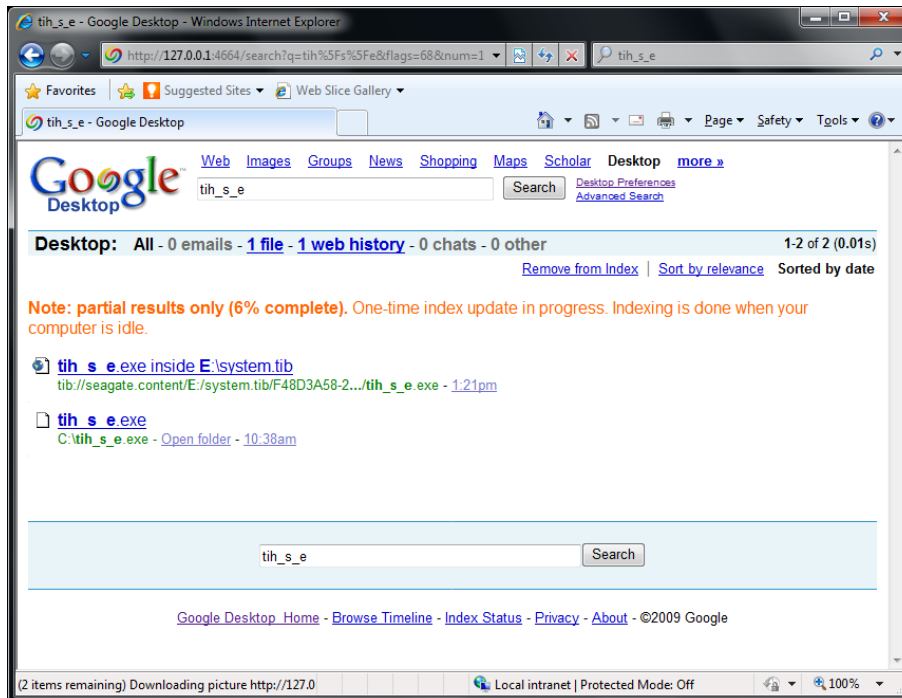 tih_s_e - Google Desktop - Windows Internet Explorer
http://127.0.0.1:4664/search?q=tih%5Fs%5Fe&flags=68&num=1 tih_s_e
Favorites Suggested Sites Web Slice Gallery
tih_s_e - Google Desktop Page Safety Tools
Web Images Groups News Shopping Maps Scholar Desktop more »
Google™ Desktop
tih_s_e Search Desktop Preferences
Advanced Search
Desktop: All - 0 emails - 1 file - 1 web history - 0 chats - 0 other 1-2 of 2 (0.01s)
Remove from Index | Sort by relevance Sorted by date
Note: partial results only (6% complete). One-time index update in progress. Indexing is done when your
computer is idle.
tih_s_e.exe inside E:\system.tib
tib://seagate.content/E:/system.tib/F48D3A58-2.../tih_s_e.exe - 1:21pm
tih_s_e.exe
C:\tih_s_e.exe - Open folder - 10:38am
tih_s_e Search
Google Desktop Home - Browse Timeline - Index Status - Privacy - About - ©2009 Google
(2 items remaining) Downloading picture http://127.0 Local intranet | Protected Mode: Off 100%